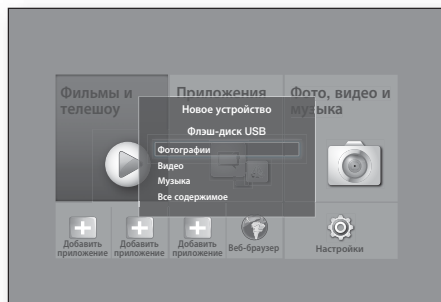 Фильмы и
телешоу
Приложения
Фото, видео и
музыка
Новое устройство
Флэш-диск USB
Фотографии
Видео
Музыка
Все содержимое
Добавить
приложение
Добавить
приложение
Добавить
приложение
Веб-браузер
Настройки